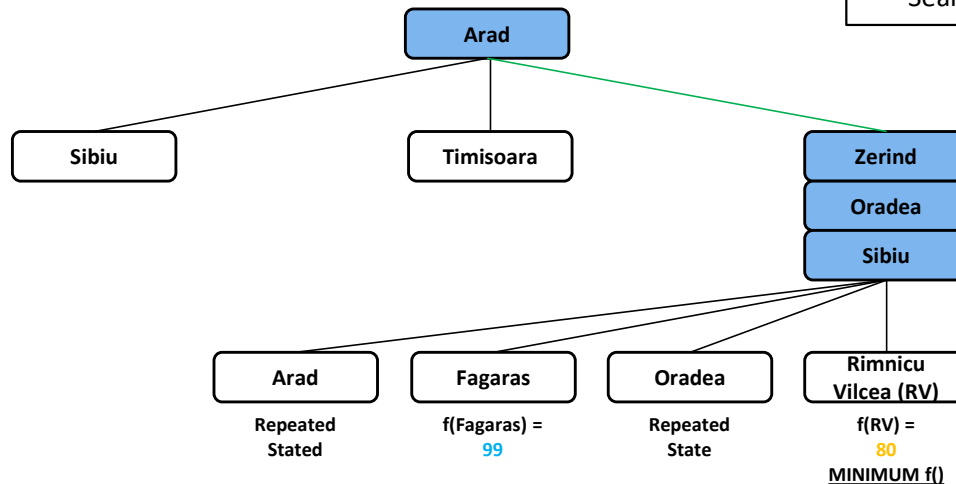 Arad
Sibiu
Timisoara
Zerind
Oradea
Sibiu
Arad
Fagaras
Oradea
Rimnicu
Vilcea (RV)
Repeated
Stated
f(Fagaras) =
99
Repeated
State
f(RV) =
80
MINIMUM f()